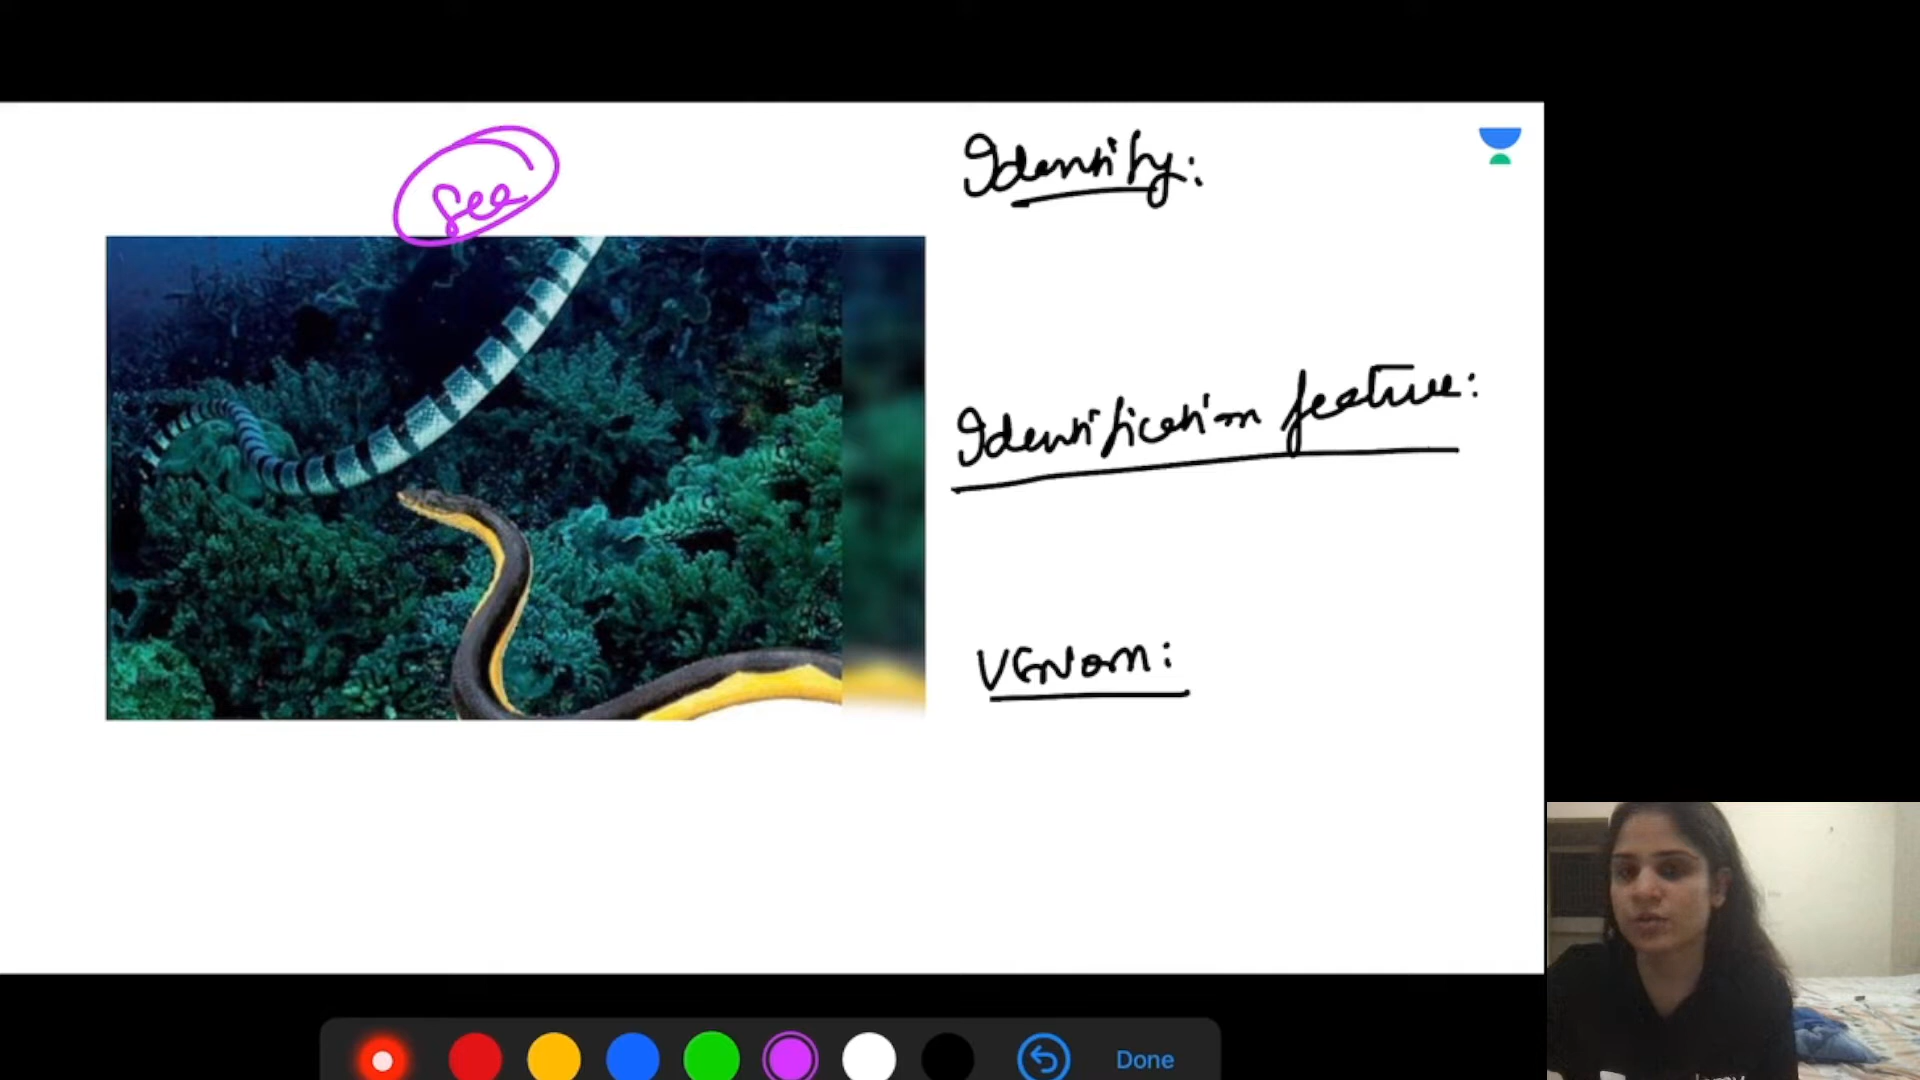 Sea
Identify:
Identification feature:
VENom:
Done